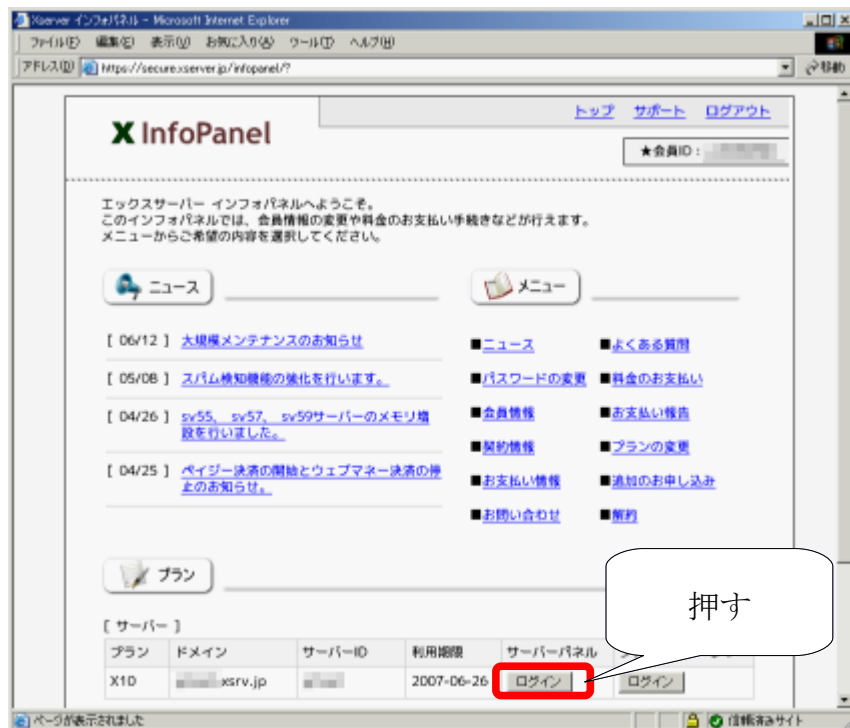 Xserver インフォパネル - Microsoft Internet Explorer
ファイル(F) 編集(E) 表示(V) お気に入り(A) ツール(T) ヘルプ(H)
アドレス(D) https://secure.xserver.jp/infopanel/? 移動
トップ サポート ログアウト
X InfoPanel
★会員ID：
エックスサーバー インフォパネルへようこそ。
このインフォパネルでは、会員情報の変更や料金のお支払い手続きなどが行えます。
メニューからご希望の内容を選択してください。
ニュース
[ 06/12 ] 大規模メンテナンスのお知らせ
[ 05/08 ] スパム検知機能の強化を行います。
[ 04/26 ] sv55、 sv57、 sv59サーバーのメモリ増
設を行いました。
[ 04/25 ] ペイジー決済の開始とウェブマネー決済の停
止のお知らせ。
メニュー
■ニュース ■よくある質問
■パスワードの変更 ■料金のお支払い
■会員情報 ■お支払い報告
■契約情報 ■プランの変更
■お支払い情報 ■追加のお申し込み
■お問い合わせ ■解約
プラン
押す
[ サーバー ]
プラン ドメイン サーバーID 利用期限 サーバーパネル
X10 xsrv.jp 2007-06-26 ログイン ログイン
ページが表示されました 信頼済みサイト